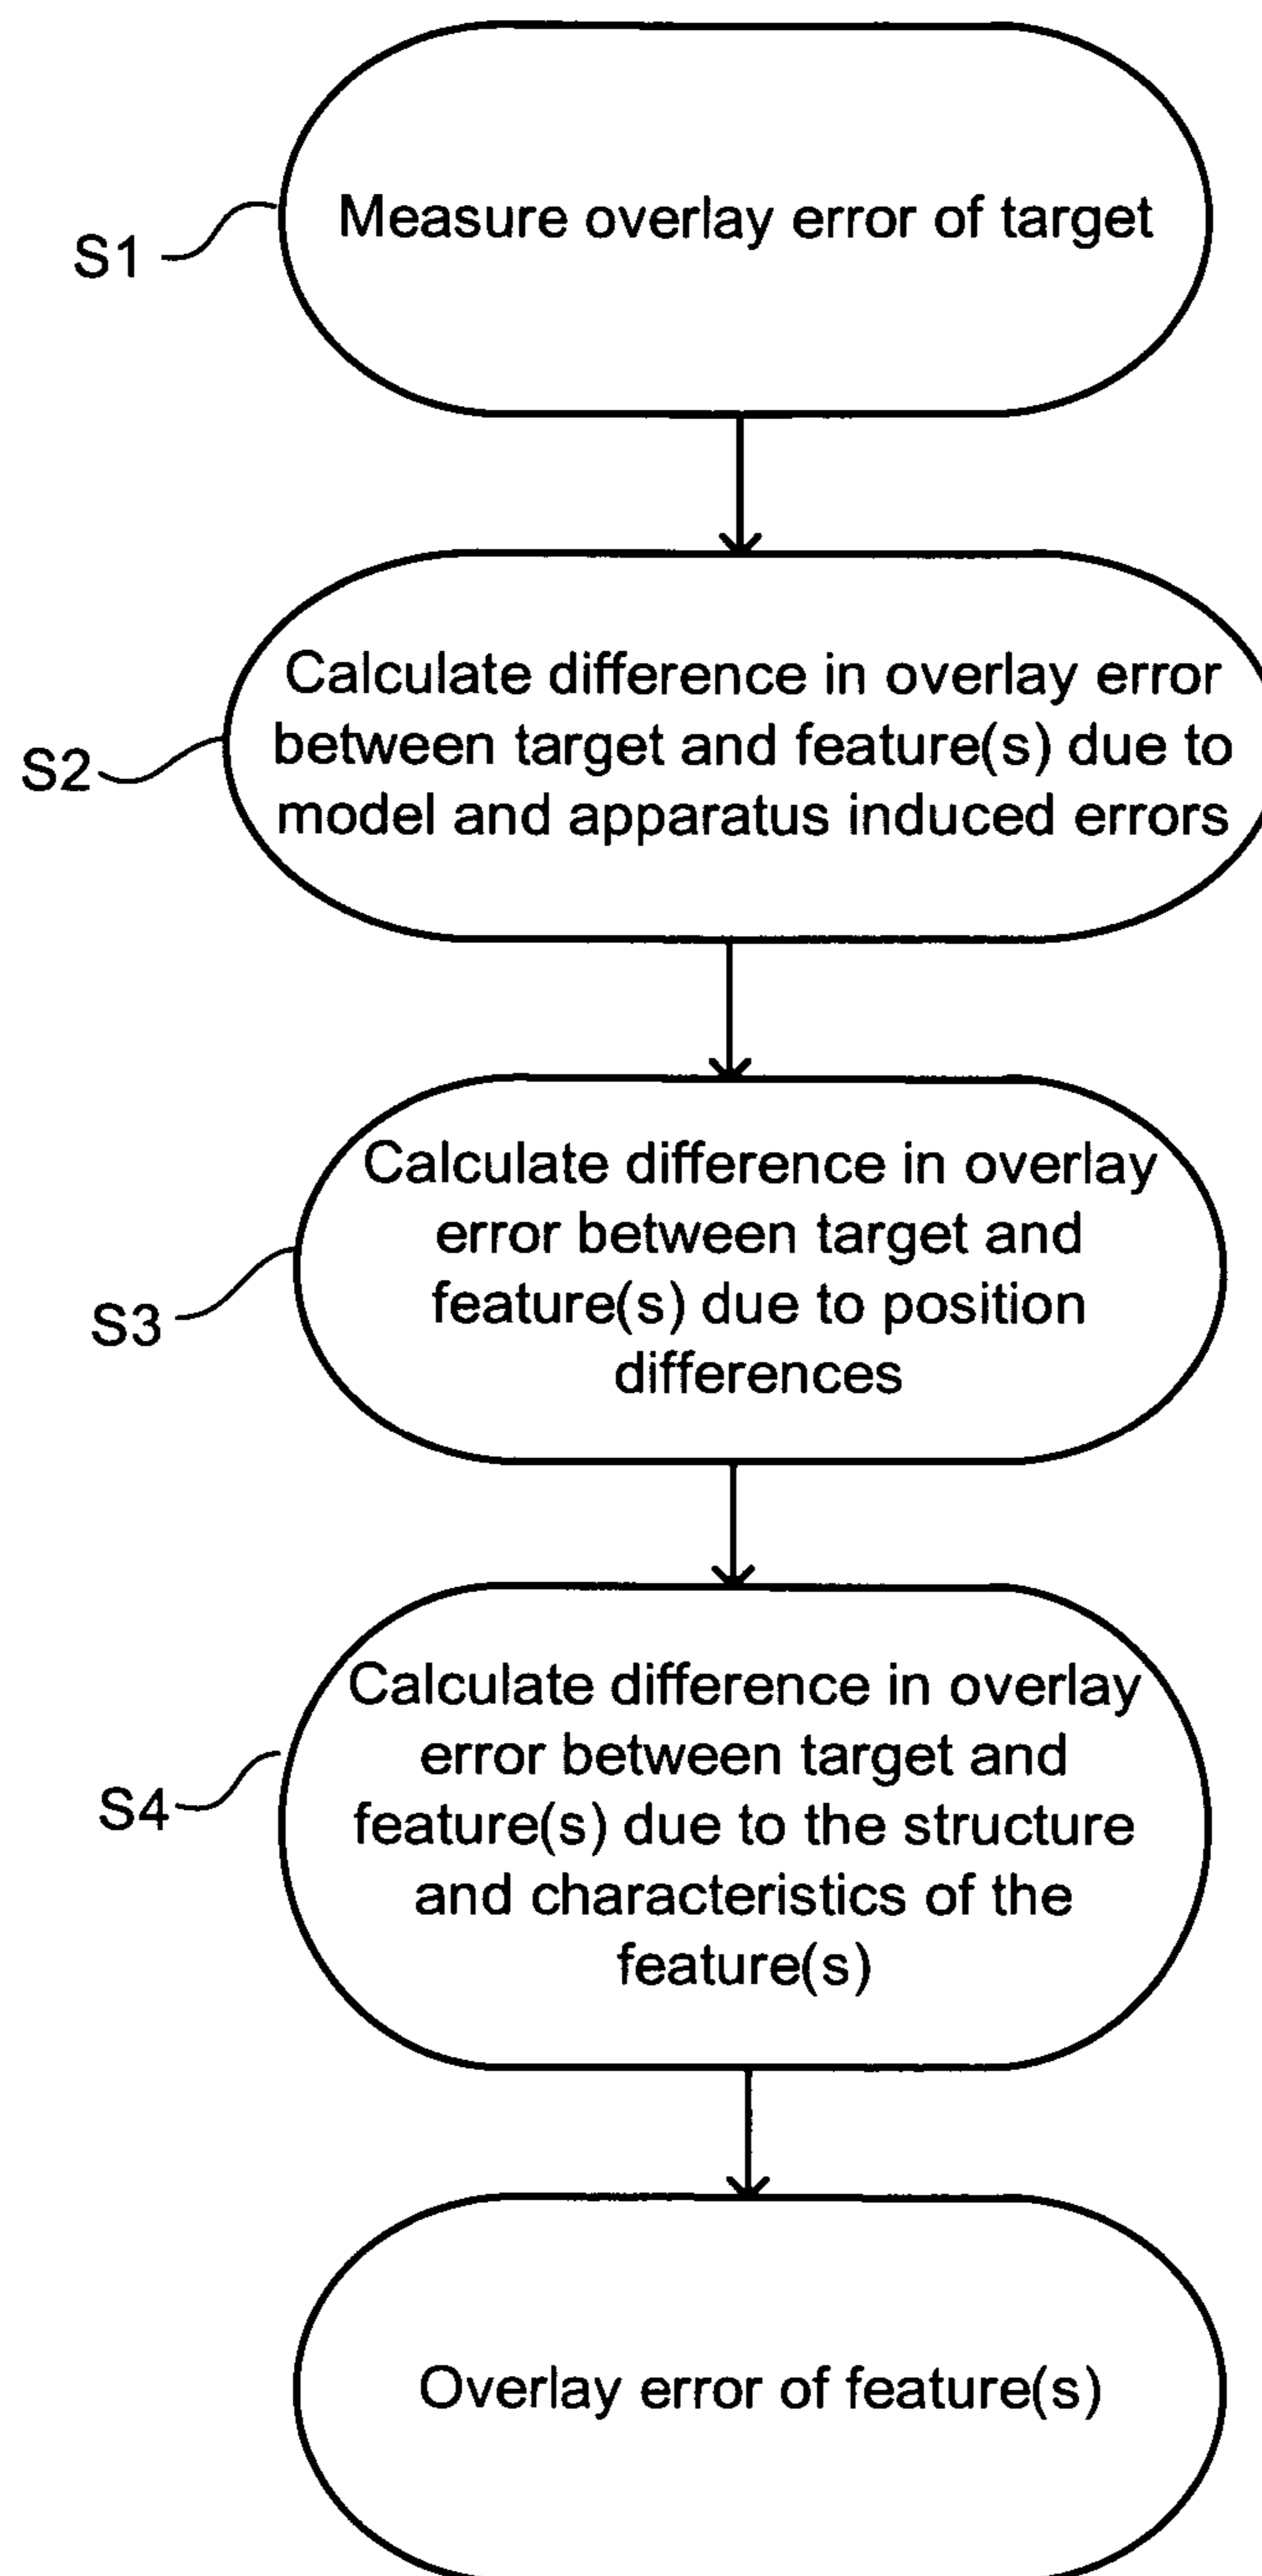 S1
Measure overlay error of target
S2
Calculate difference in overlay error
between target and feature(s) due to
model and apparatus induced errors
S3
Calculate difference in overlay
error between target and
feature(s) due to position
differences
S4
Calculate difference in overlay
error between target and
feature(s) due to the structure
and characteristics of the
feature(s)
Overlay error of feature(s)